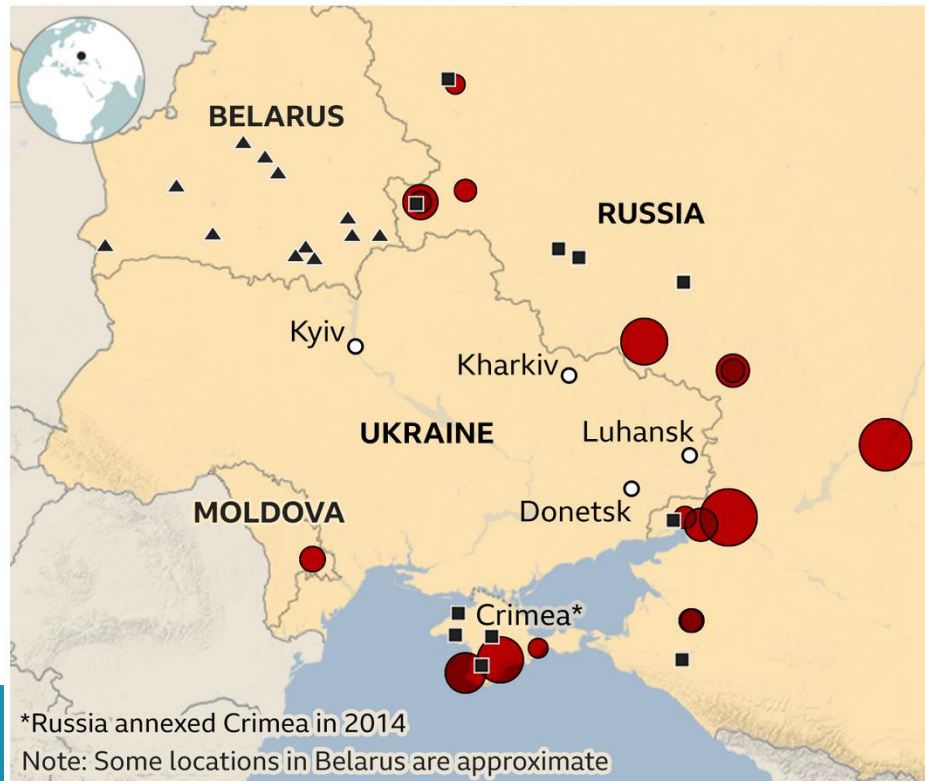 BELARUS
RUSSIA
Kyiv
Kharkiv
UKRAINE
Luhansk
MOLDOVA
Donetsk
Crimea*
*Russia annexed Crimea in 2014
Note: Some locations in Belarus are approximate